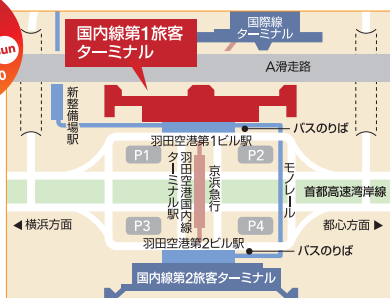 国内線第1旅客
ターミナル
国際線
ターミナル
un
0
A滑走路
新整備場駅
羽田空港第1ビル駅
バスのりば
P1
P2
羽田空港国内線
ターミナル駅
京浜急行
モノレール
首都高速湾岸線
◀横浜方面
都心方面▶
P3
P4
羽田空港第2ビル駅
バスのりば
国内線第2旅客ターミナル